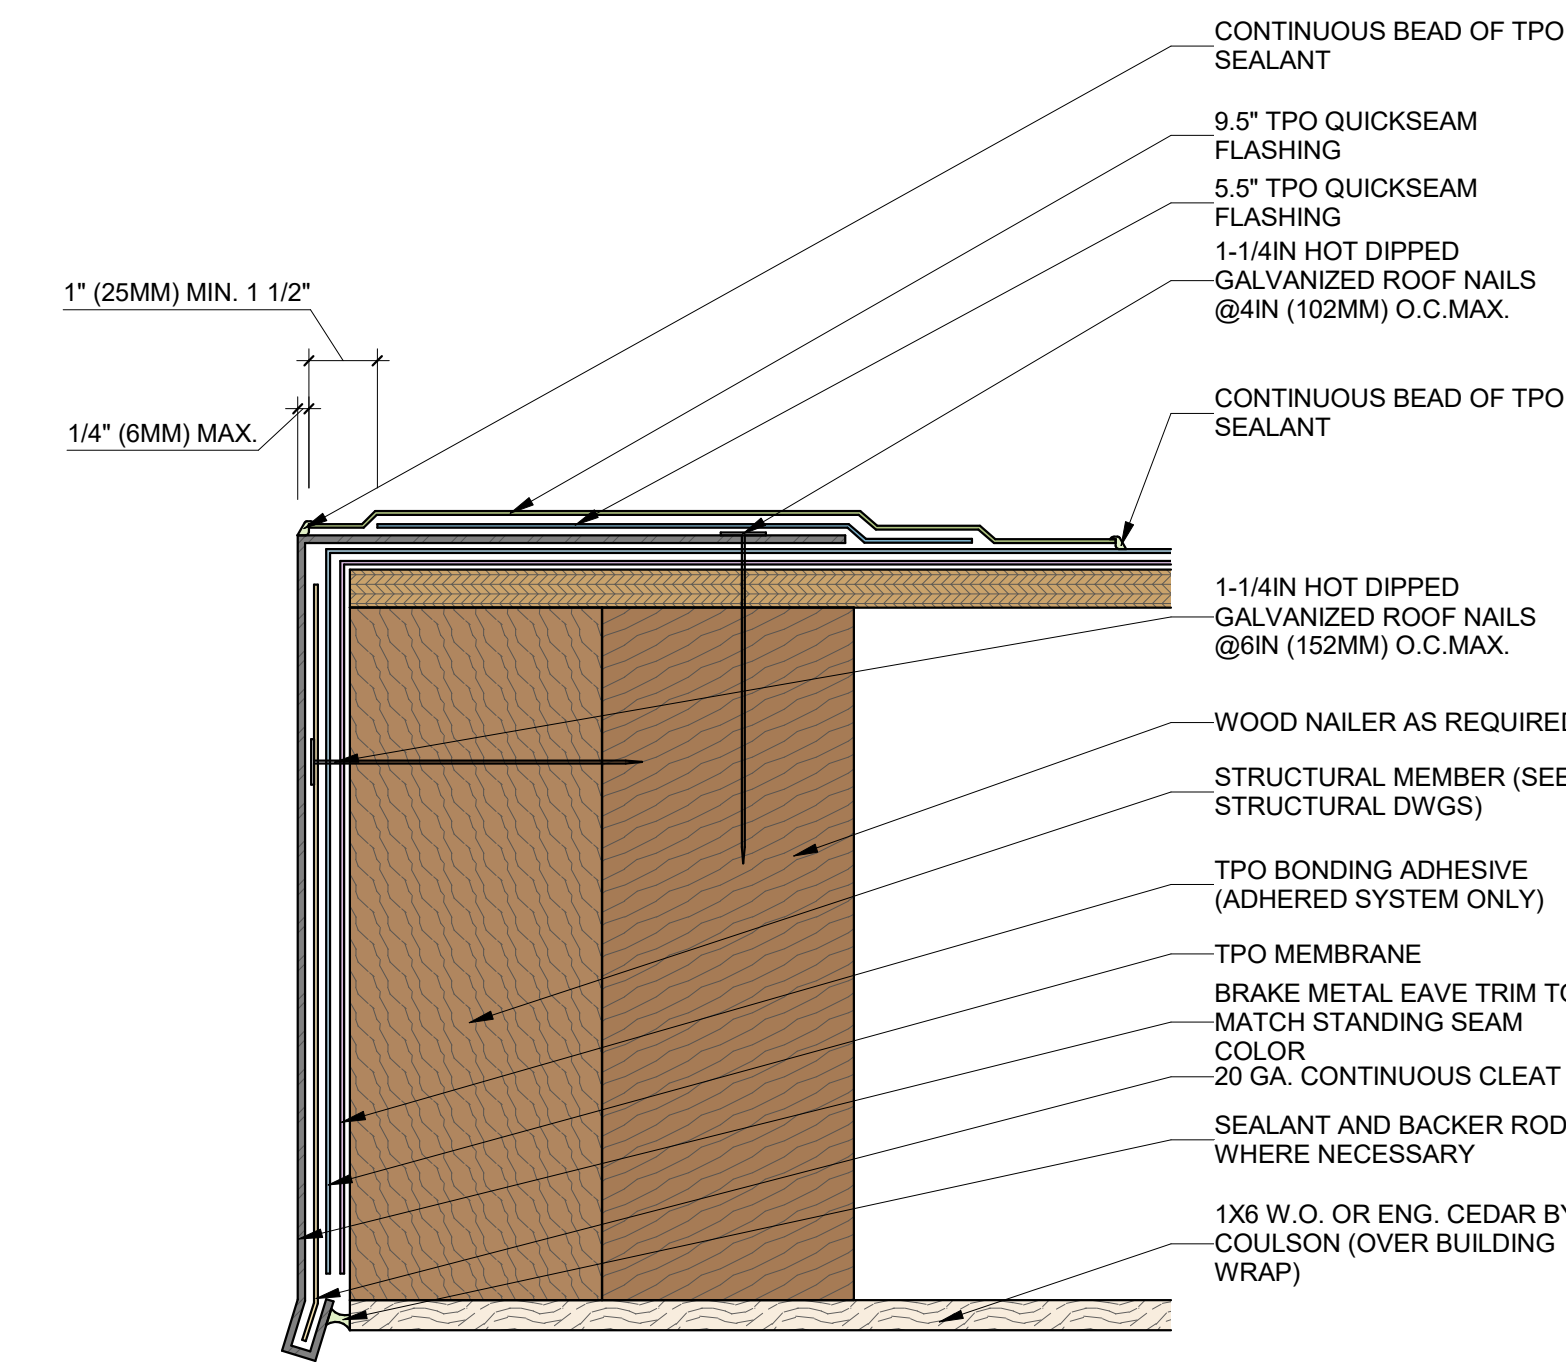 CONTINUOUS BEAD OF TPO
SEALANT
9.5" TPO QUICKSEAM
FLASHING
5.5" TPO QUICKSEAM
FLASHING
1-1/4IN HOT DIPPED
GALVANIZED ROOF NAILS
@4IN (102MM) O.C.MAX.
1" (25MM) MIN. 1 1/2"
1/4" (6MM) MAX.
CONTINUOUS BEAD OF TPO
SEALANT
1-1/4IN HOT DIPPED
GALVANIZED ROOF NAILS
@6IN (152MM) O.C.MAX.
WOOD NAILER AS REQUIRED
STRUCTURAL MEMBER (SEE
STRUCTURAL DWGS)
TPO BONDING ADHESIVE
(ADHERED SYSTEM ONLY)
TPO MEMBRANE
BRAKE METAL EAVE TRIM TO
MATCH STANDING SEAM
COLOR
20 GA. CONTINUOUS CLEAT
SEALANT AND BACKER ROD
WHERE NECESSARY
1X6 W.O. OR ENG. CEDAR BY
COULSON (OVER BUILDING
WRAP)